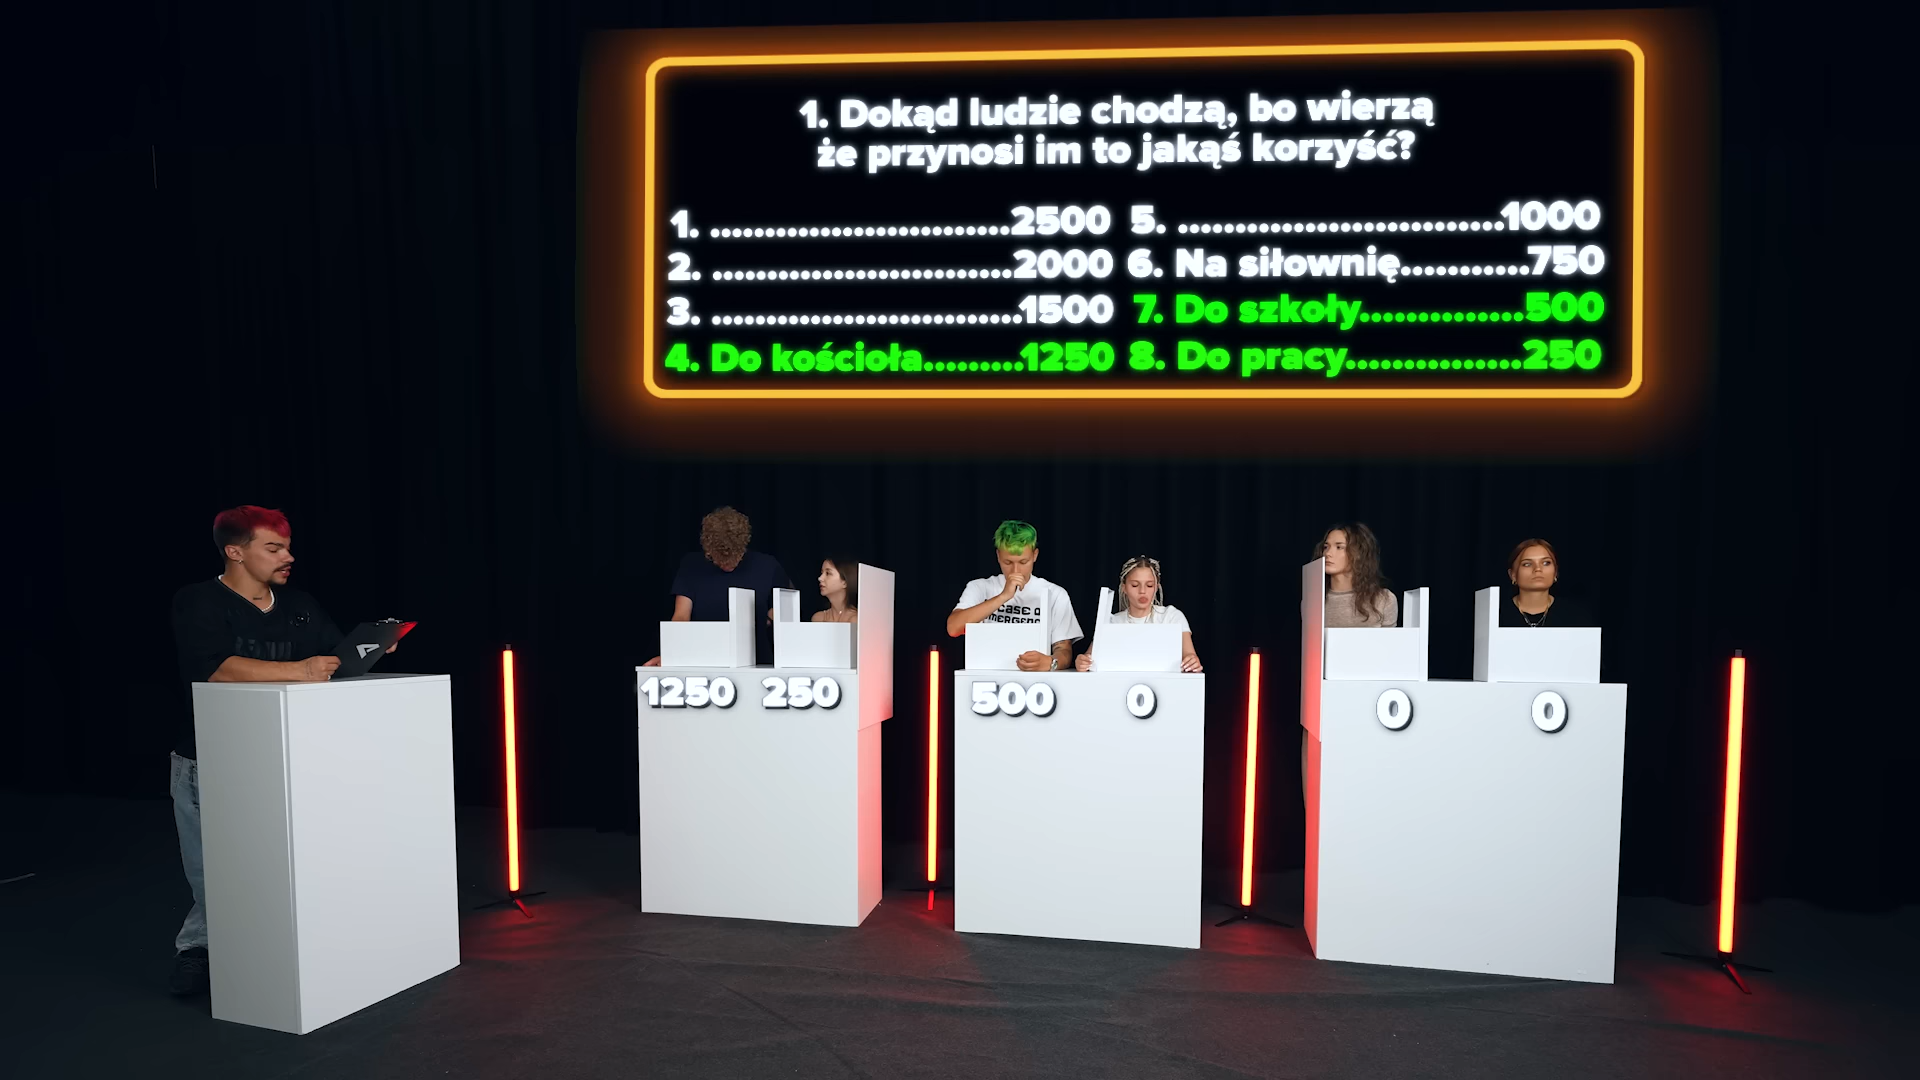 1. Dokąd ludzie chodzą, bo wierzą
że przynosi im to jakąś korzyść?
1. ...........................2500
2. ...........................2000
3. ............................1500
4. Do kościoła.........1250
5. .............................1000
6. Na siłownię...........750
7. Do szkoły..............500
8. Do pracy...............250
1250 250 500 0 0 0